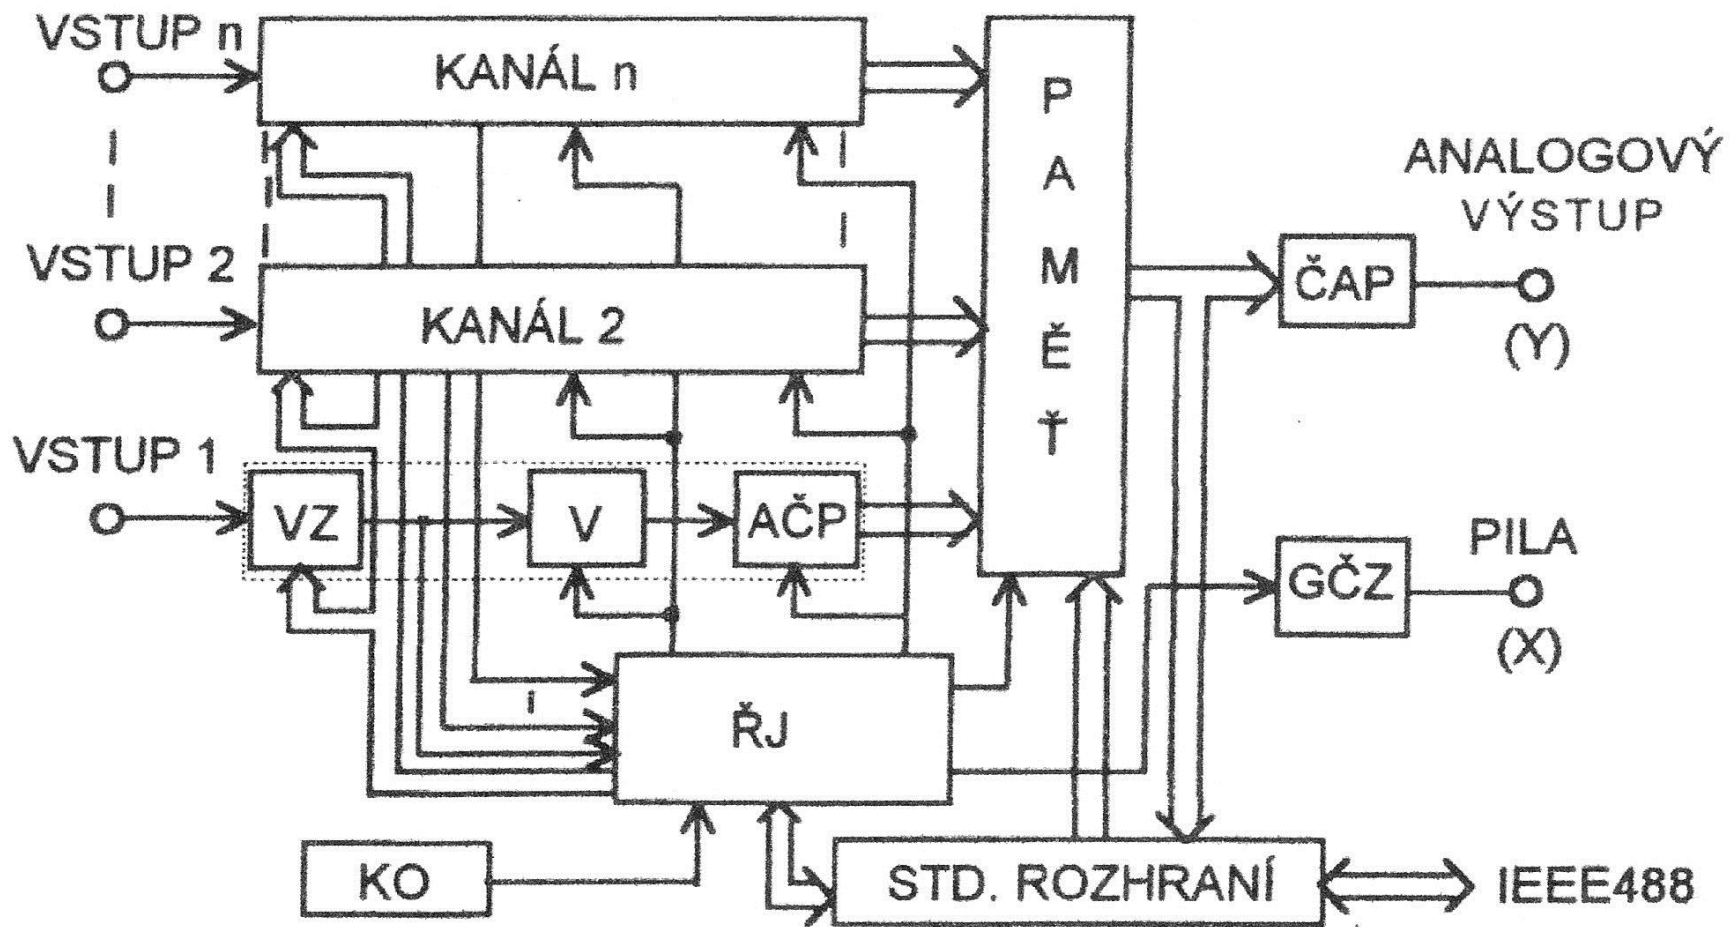 VSTUP n
KANÁL n
PAMĚŤ
ANALOGOVÝ
VÝSTUP
VSTUP 2
KANÁL 2
ČAP
(Y)
VSTUP 1
VZ
V
AČP
GČZ
PILA
(X)
ŘJ
KO
STD. ROZHRANÍ
IEEE488